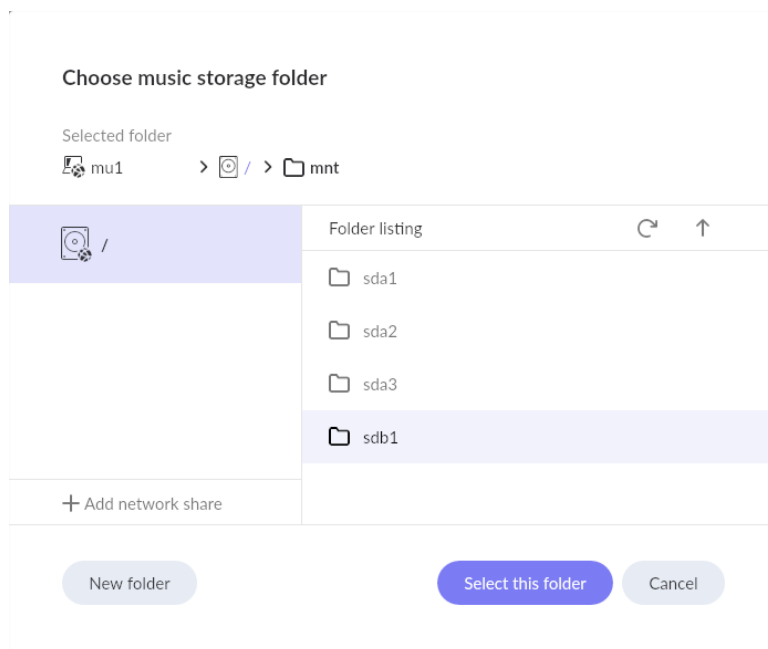 Choose music storage folder
Selected folder
mu1 > / > mnt
/
Folder listing
sda1
sda2
sda3
sdb1
+ Add network share
New folder
Select this folder
Cancel